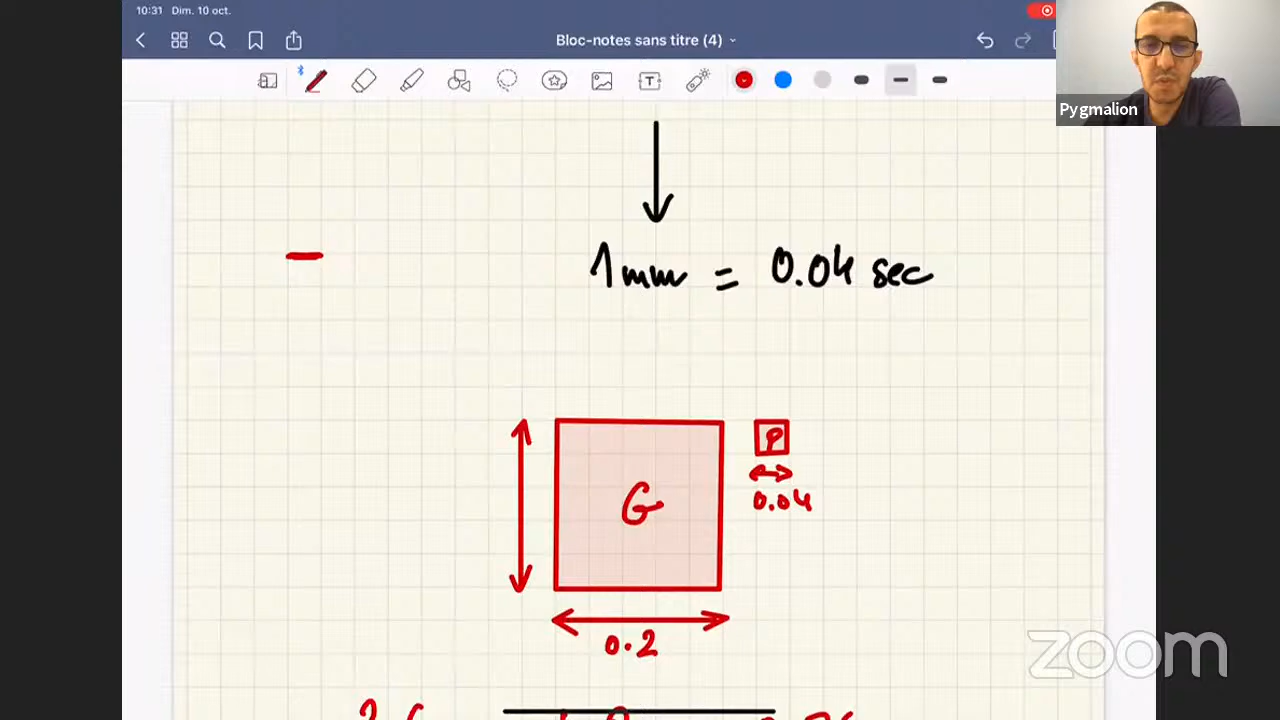 10:31 Dim. 10 oct.
Bloc-notes sans titre (4)
Pygmalion
1mm = 0.04 sec
G
P
0.04
0.2
zoom